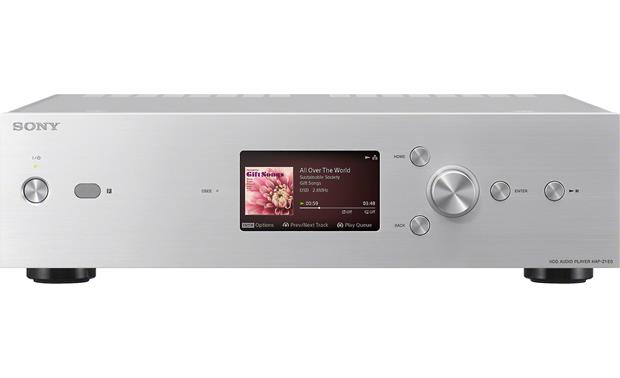 SONY
I/⏻
DSEE
HOME
BACK
ENTER
Gift Songs
All Over The World
Sustainable Society
Gift Songs
DSD 2.8MHz
00:59
03:48
Off
Off
Options
Prev/Next Track
Play Queue
HDD AUDIO PLAYER HAP-Z1ES